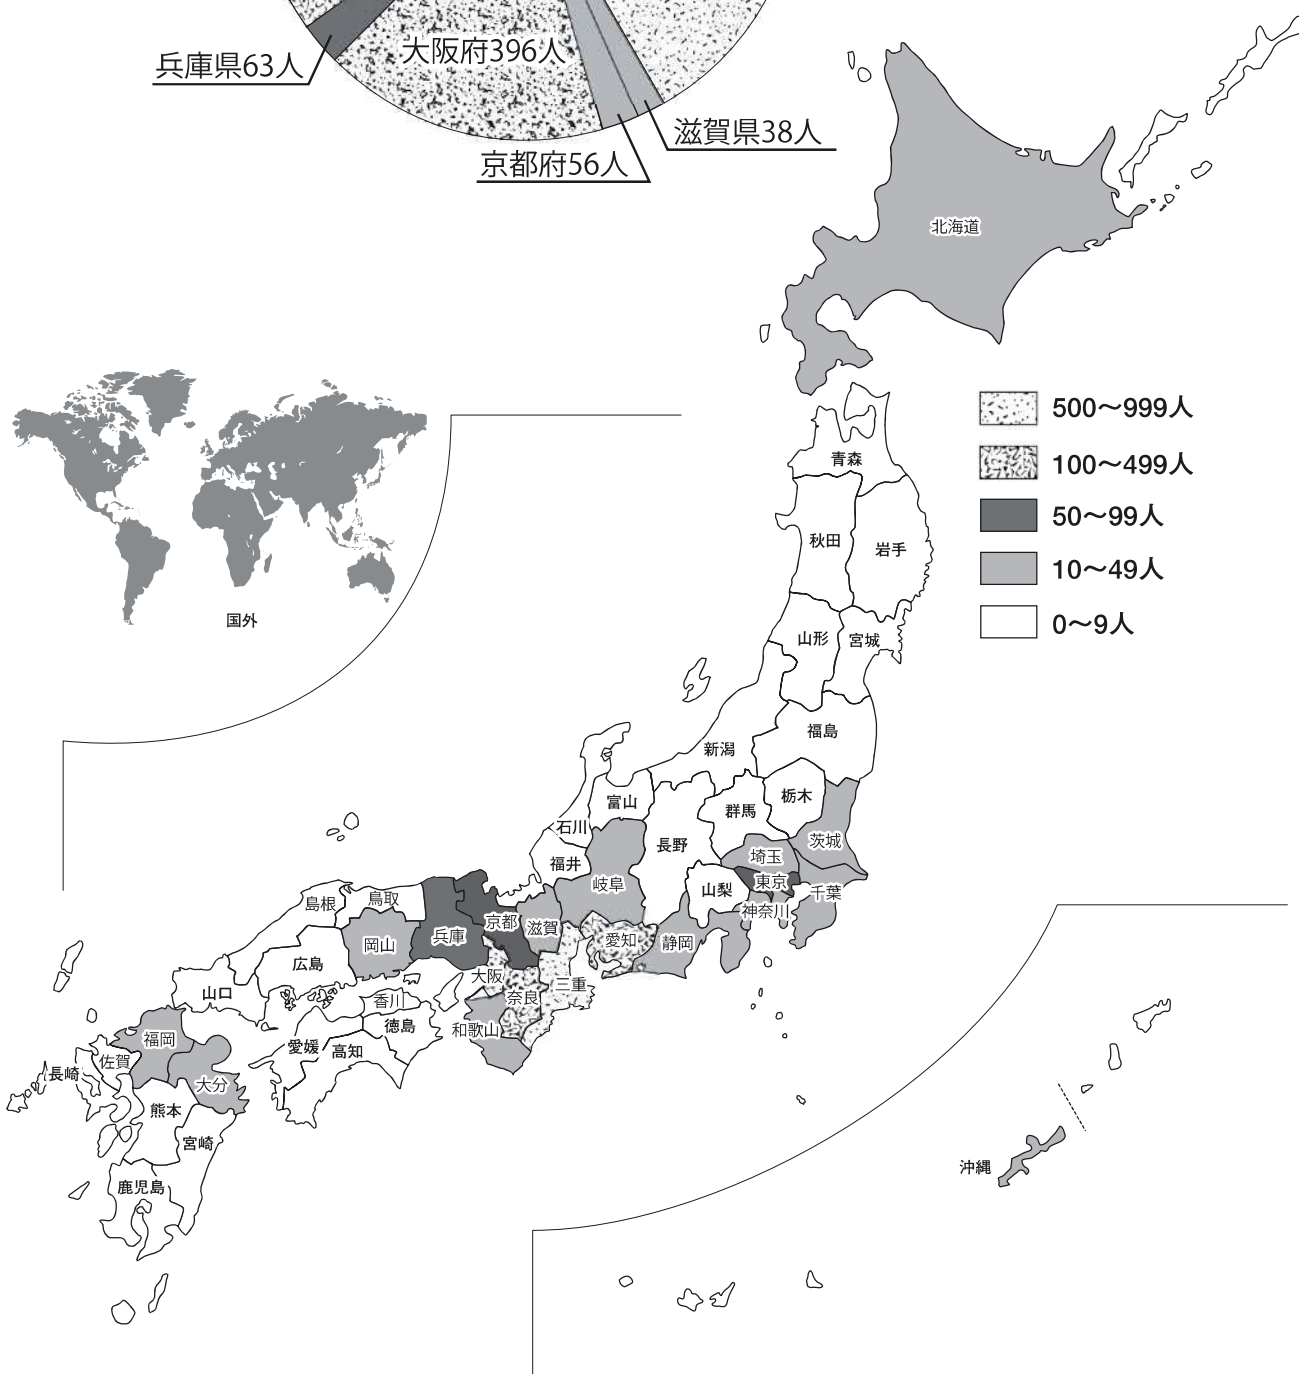 大阪府396人
兵庫県63人
滋賀県38人
京都府56人
北海道
500〜999人
100〜499人
50〜99人
10〜49人
0〜9人
青森
秋田
岩手
国外
山形
宮城
福島
新潟
栃木
富山
群馬
石川
茨城
長野
埼玉
福井
東京
岐阜
山梨
千葉
鳥取
島根
神奈川
京都
滋賀
兵庫
愛知
静岡
岡山
広島
大阪
三重
山口
奈良
香川
徳島
和歌山
福岡
愛媛
高知
佐賀
長崎
大分
熊本
宮崎
沖縄
鹿児島